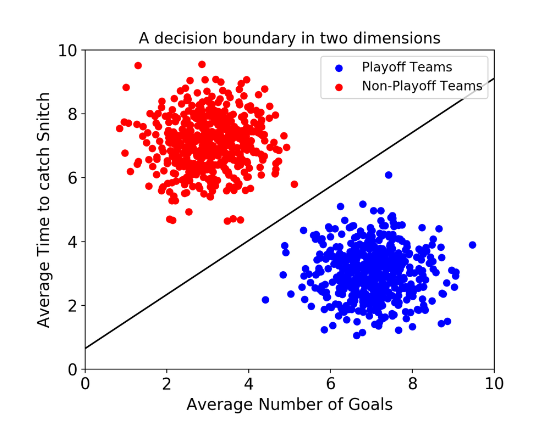 A decision boundary in two dimensions
Playoff Teams
Non-Playoff Teams
Average Time to catch Snitch
10
8
6
4
2
0
0 2 4 6 8 10
Average Number of Goals